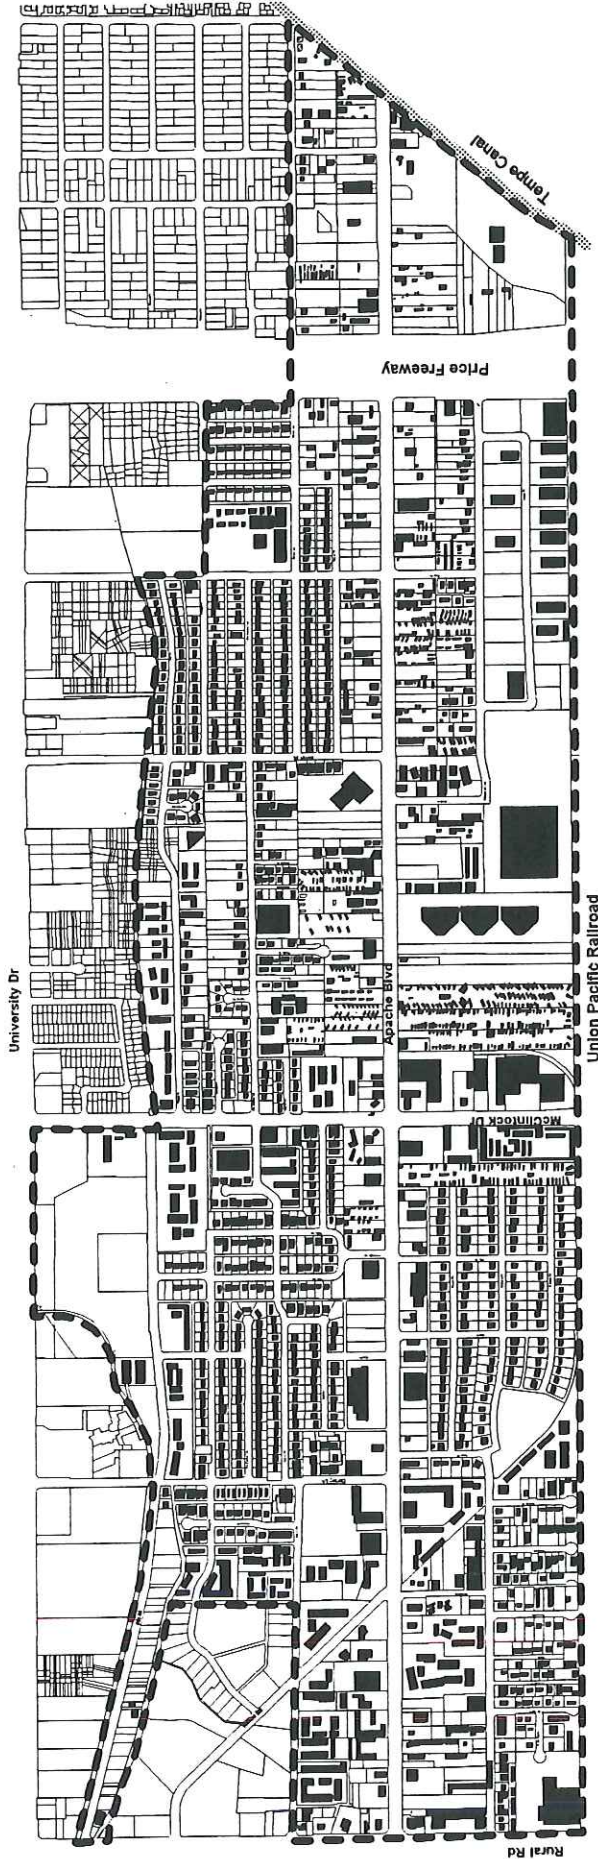 Tempe Canal
Price Freeway
University Dr
Apache Blvd
Union Pacific Railroad
McClintock Dr
Rural Rd